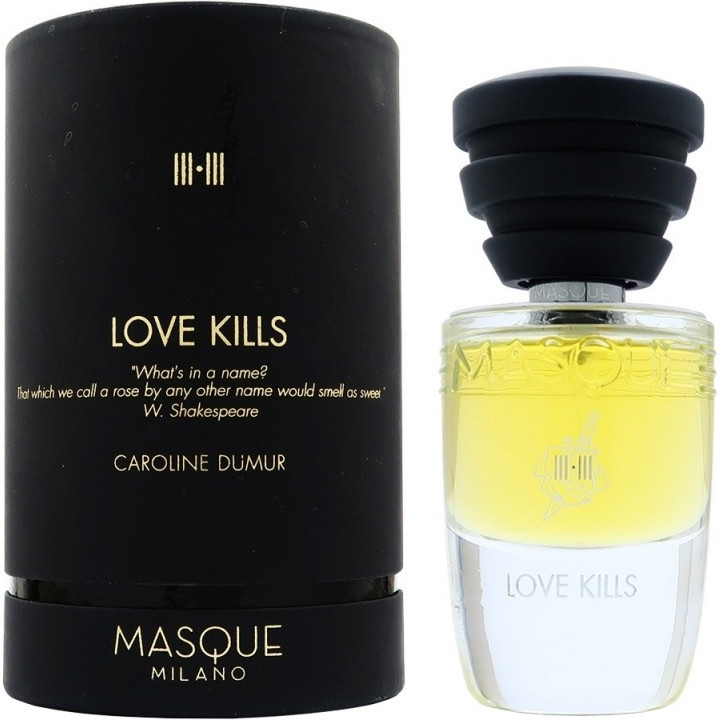 III·III
LOVE KILLS
"What's in a name?
That which we call a rose by any other name would smell as sweet"
W. Shakespeare
CAROLINE DUMUR
MASQUE
MILANO
MASQUE
MASQUE
III·III
LOVE KILLS